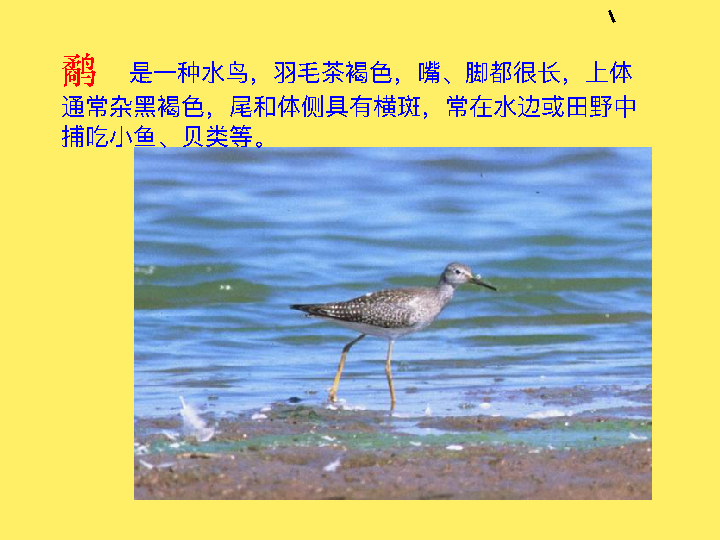 鹬 是一种水鸟，羽毛茶褐色，嘴、脚都很长，上体
通常杂黑褐色，尾和体侧具有横斑，常在水边或田野中
捕吃小鱼、贝类等。